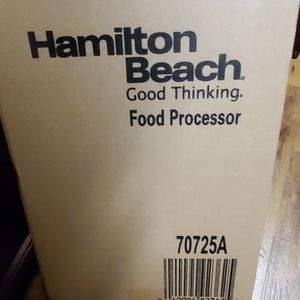 Hamilton
Beach®
Good Thinking®
Food Processor
70725A